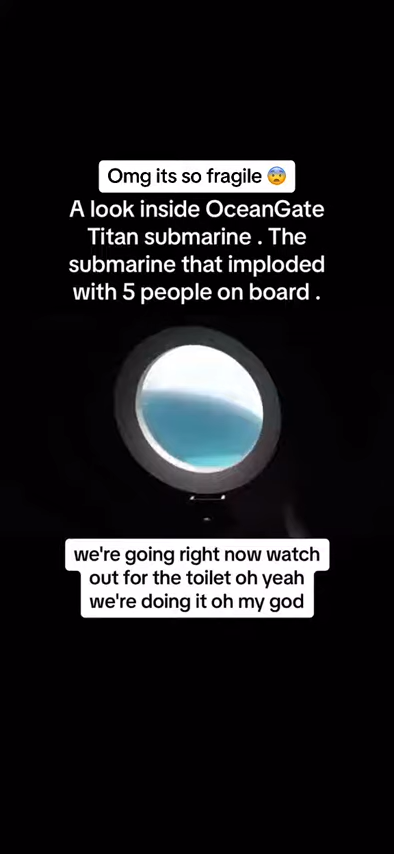 Omg its so fragile 😨
A look inside OceanGate
Titan submarine . The
submarine that imploded
with 5 people on board .
we're going right now watch
out for the toilet oh yeah
we're doing it oh my god